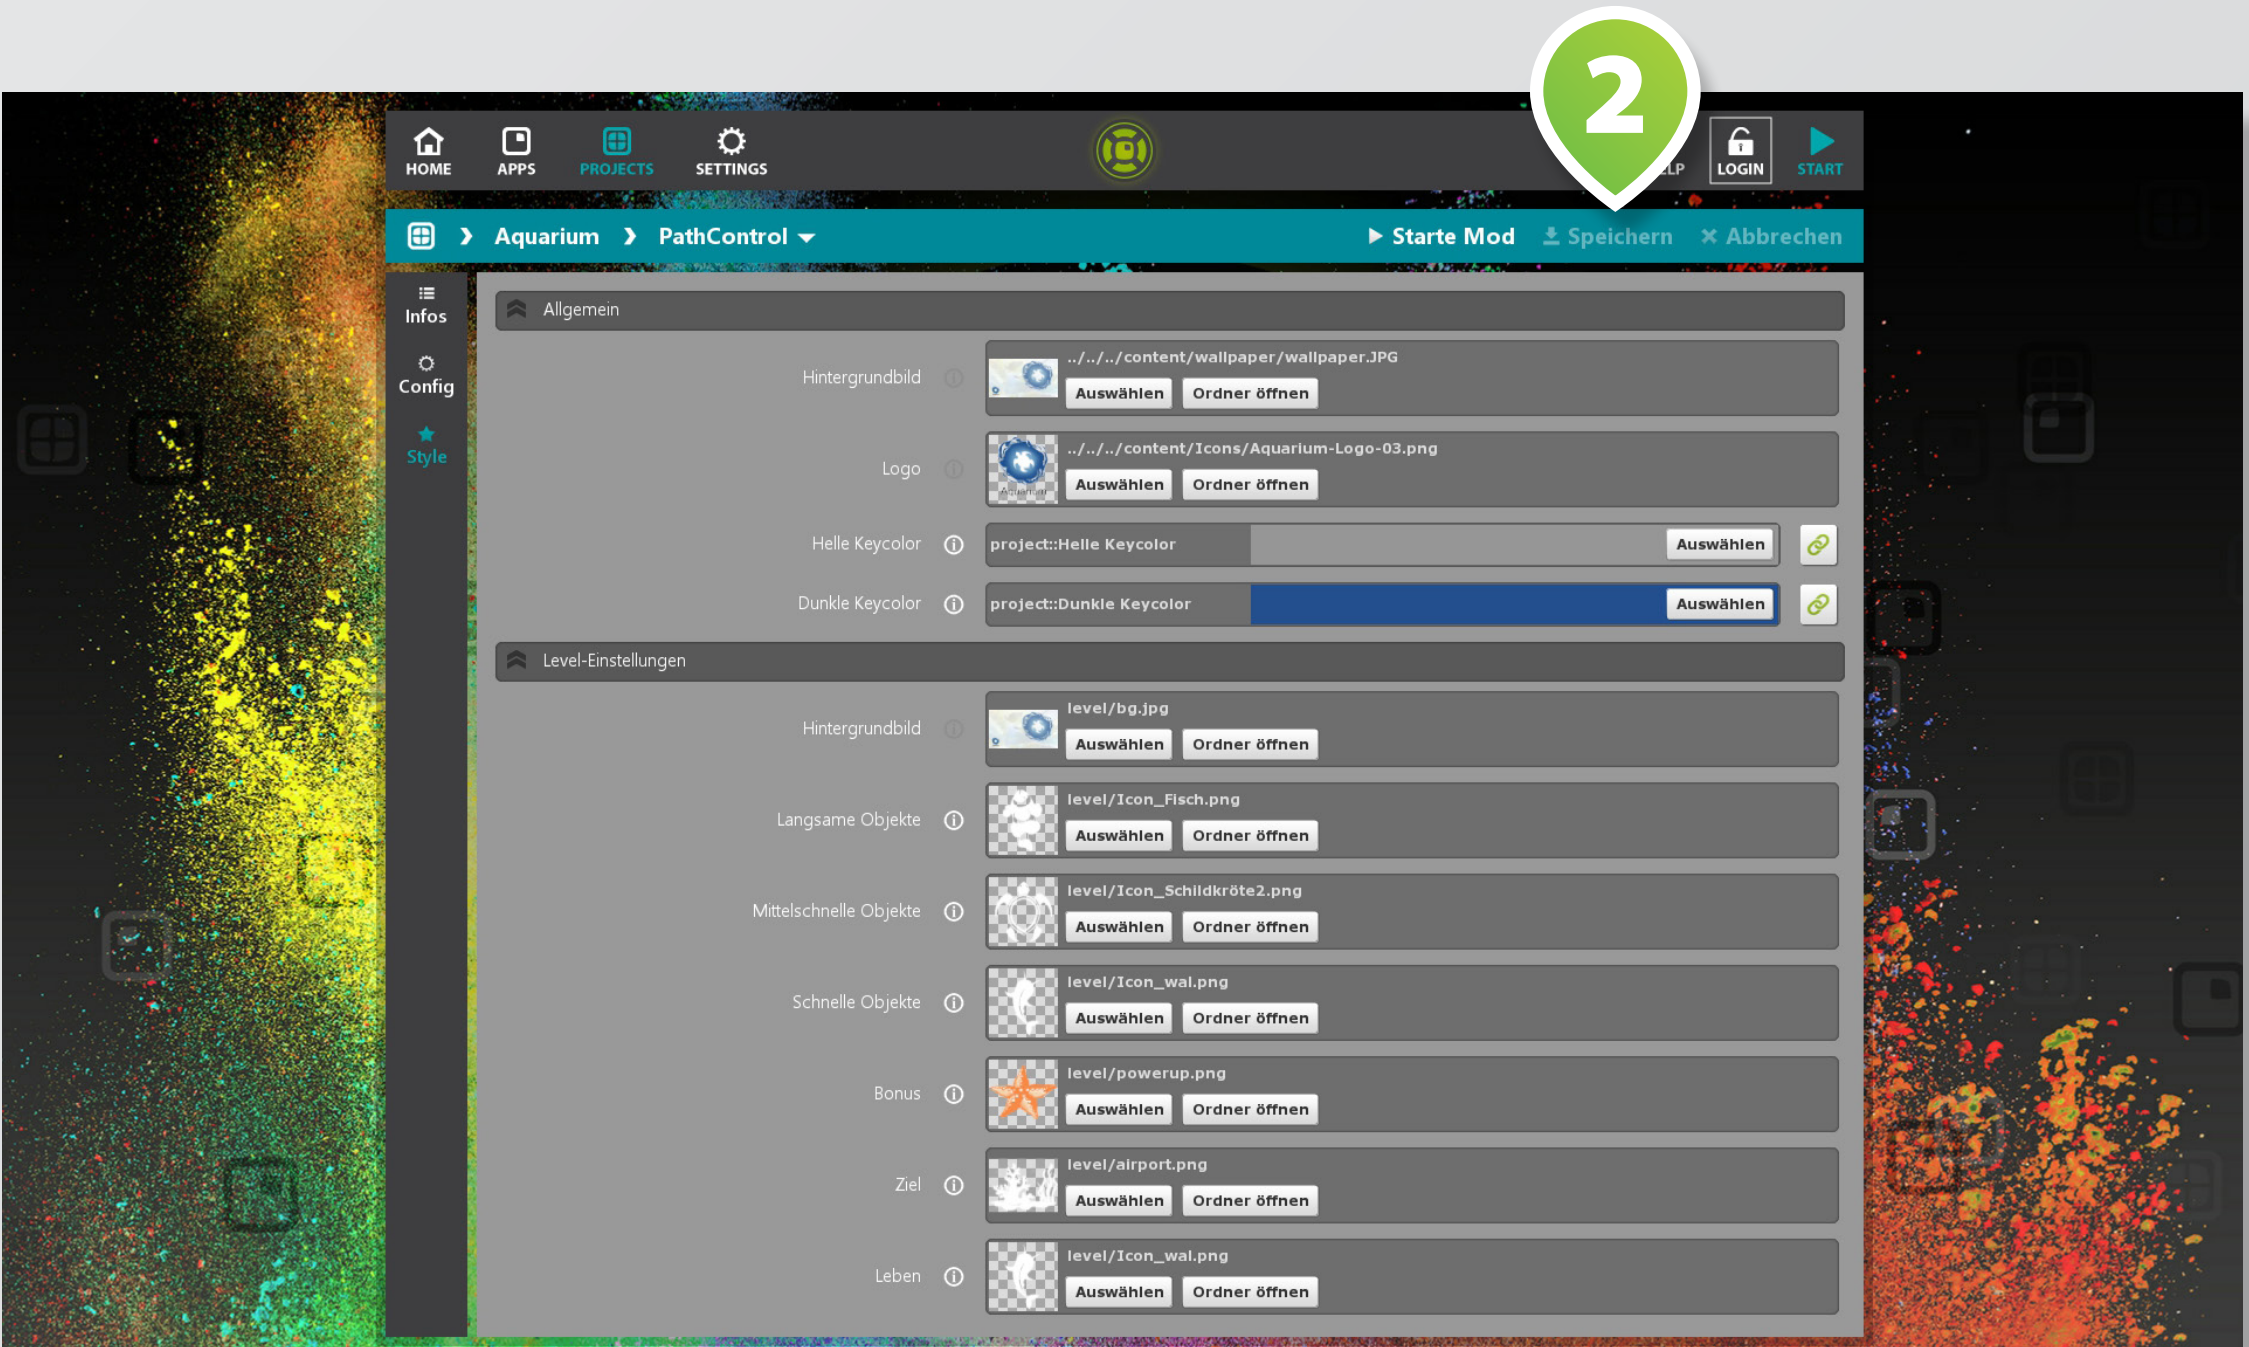 2
HOME APPS PROJECTS SETTINGS LP LOGIN START
Aquarium PathControl Starte Mod Speichern Abbrechen
Infos
Config
Style
Allgemein
Hintergrundbild
../../../content/wallpaper/wallpaper.JPG
Auswählen Ordner öffnen
Logo
../../../content/Icons/Aquarium-Logo-03.png
Auswählen Ordner öffnen
Aquarium
Helle Keycolor project::Helle Keycolor Auswählen
Dunkle Keycolor project::Dunkle Keycolor Auswählen
Level-Einstellungen
Hintergrundbild
level/bg.jpg
Auswählen Ordner öffnen
Langsame Objekte
level/Icon_Fisch.png
Auswählen Ordner öffnen
Mittelschnelle Objekte
level/Icon_Schildkröte2.png
Auswählen Ordner öffnen
Schnelle Objekte
level/Icon_wal.png
Auswählen Ordner öffnen
Bonus
level/powerup.png
Auswählen Ordner öffnen
Ziel
level/airport.png
Auswählen Ordner öffnen
Leben
level/Icon_wal.png
Auswählen Ordner öffnen